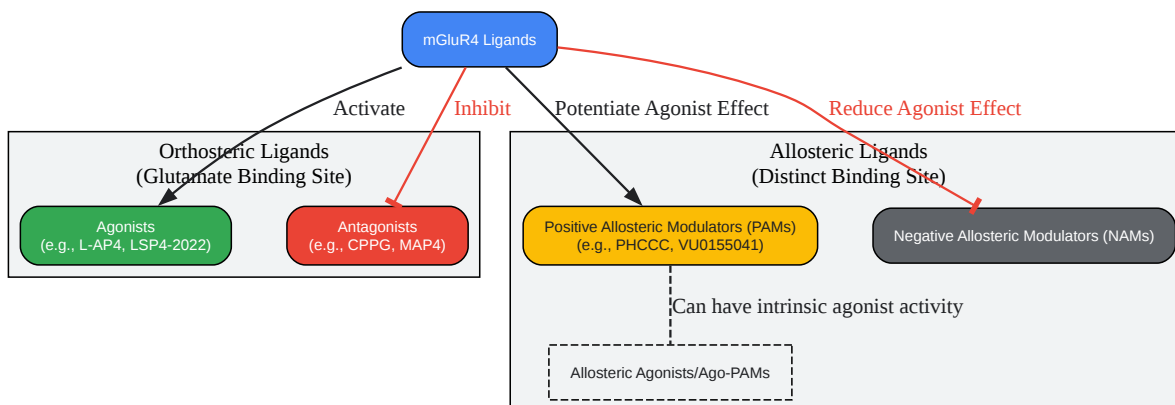 mGluR4 Ligands
Activate
Inhibit
Potentiate Agonist Effect
Reduce Agonist Effect
Orthosteric Ligands
(Glutamate Binding Site)
Allosteric Ligands
(Distinct Binding Site)
Agonists
(e.g., L-AP4, LSP4-2022)
Antagonists
(e.g., CPPG, MAP4)
Positive Allosteric Modulators (PAMs)
(e.g., PHCCC, VU0155041)
Negative Allosteric Modulators (NAMs)
Can have intrinsic agonist activity
Allosteric Agonists/Ago-PAMs